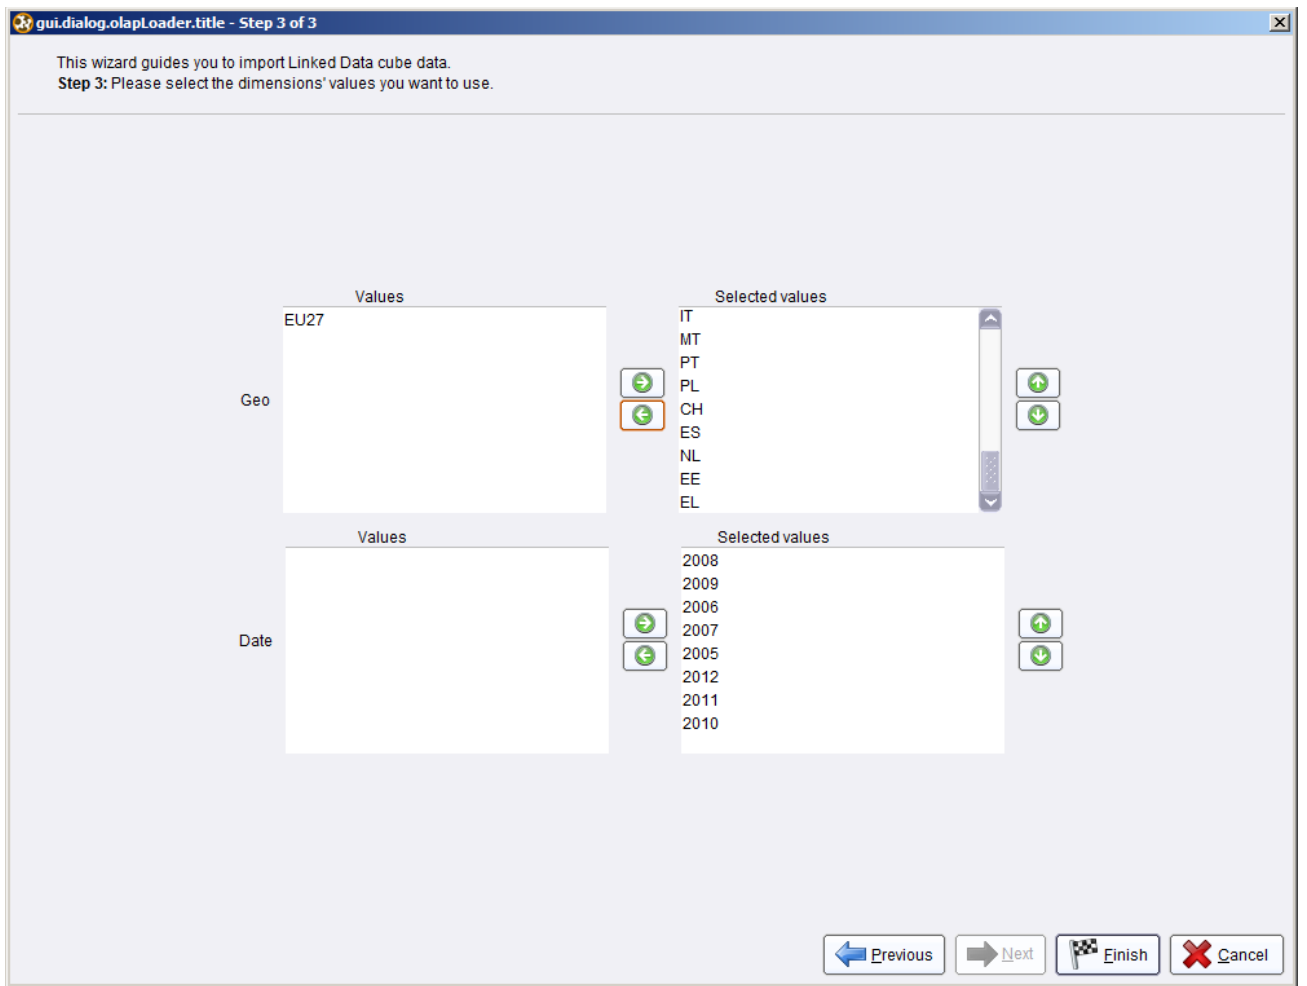 gui.dialog.olapLoader.title - Step 3 of 3
This wizard guides you to import Linked Data cube data.
Step 3: Please select the dimensions' values you want to use.
Values
Selected values
Geo
EU27
IT
MT
PT
PL
CH
ES
NL
EE
EL
Values
Selected values
Date
2008
2009
2006
2007
2005
2012
2011
2010
Previous
Next
Finish
Cancel